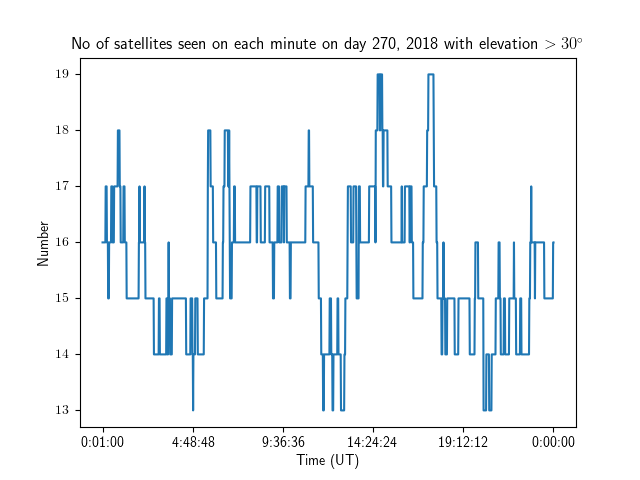 No of satellites seen on each minute on day 270, 2018 with elevation > 30°
19
18
17
16
15
14
13
Number
0:01:00 4:48:48 9:36:36 14:24:24 19:12:12 0:00:00
Time (UT)